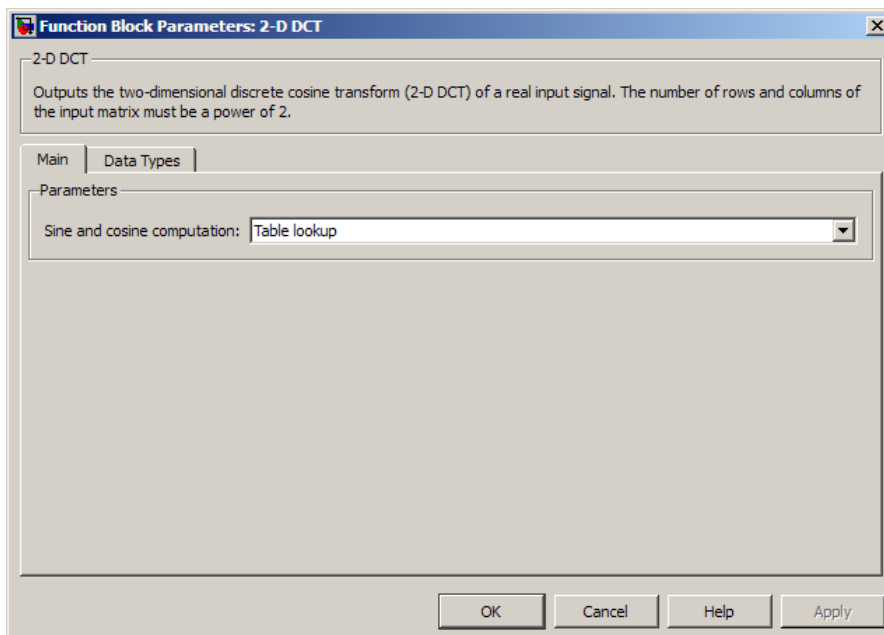 Function Block Parameters: 2-D DCT
2-D DCT
Outputs the two-dimensional discrete cosine transform (2-D DCT) of a real input signal. The number of rows and columns of
the input matrix must be a power of 2.
Main Data Types
Parameters
Sine and cosine computation: Table lookup
OK Cancel Help Apply